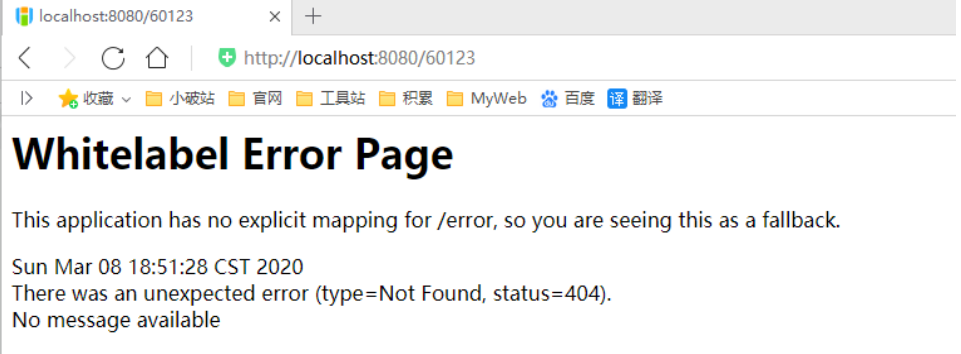 localhost:8080/60123
http://localhost:8080/60123
收藏 小破站 官网 工具站 积累 MyWeb 百度 译 翻译
Whitelabel Error Page
This application has no explicit mapping for /error, so you are seeing this as a fallback.
Sun Mar 08 18:51:28 CST 2020
There was an unexpected error (type=Not Found, status=404).
No message available